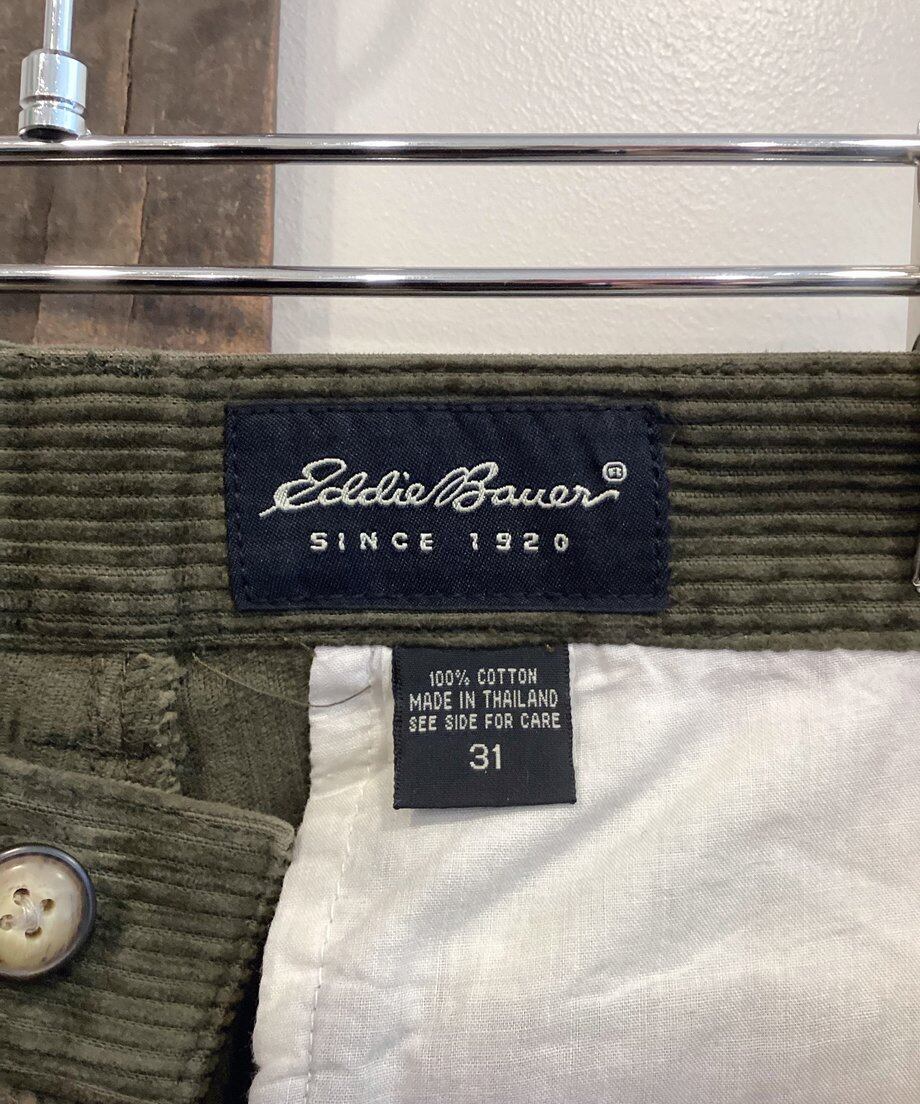 Eddie Bauer®
SINCE 1920
100% COTTON
MADE IN THAILAND
SEE SIDE FOR CARE
31